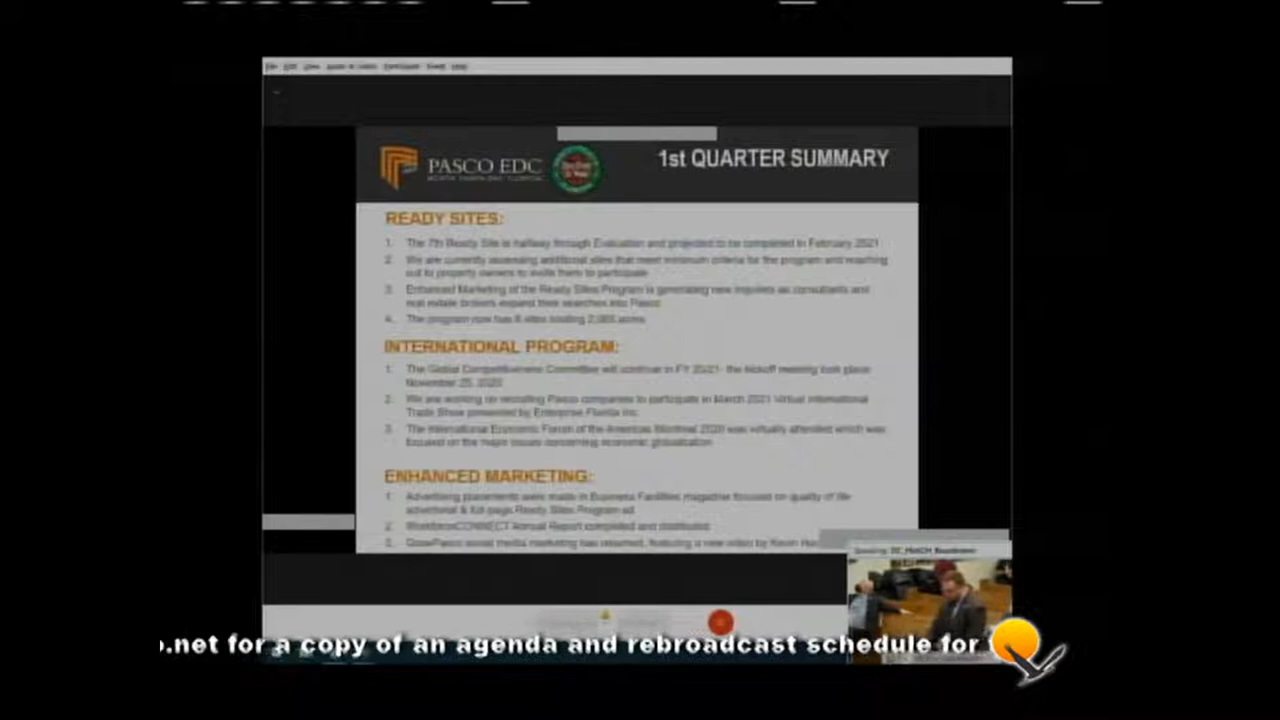 PASCO EDC
1st QUARTER SUMMARY
READY SITES:
1. The 7th Ready Site is halfway through Evaluation and projected to be completed in February 2021
2. We are currently assessing additional sites that meet minimum criteria for the program and reaching
out to property owners to invite them to participate
3. Enhanced Marketing of the Ready Sites Program is generating new inquiries as consultants and
real estate brokers expand their searches into Pasco
4. The program now has sites totaling acres
INTERNATIONAL PROGRAM:
1. The Global Competitiveness Committee will continue in FY 20/21- the kickoff meeting took place
November 2020
2. We are working on recruiting Pasco companies to participate in March 2021 Virtual International
Trade Show presented by Enterprise Florida Inc.
3. The International Economic Forum of the Americas Montreal 2020 was virtually attended which was
focused on the major issues concerning economic globalization
ENHANCED MARKETING:
1. Advertising placements were made in Business Facilities magazine focused on quality of life
advertorial & full page Ready Sites Program ad
2. WorkforceCONNECT Annual Report completed and distributed
3. social media marketing has resumed, featuring a new video by Kevin
Speaking:
.net for a copy of an agenda and rebroadcast schedule for